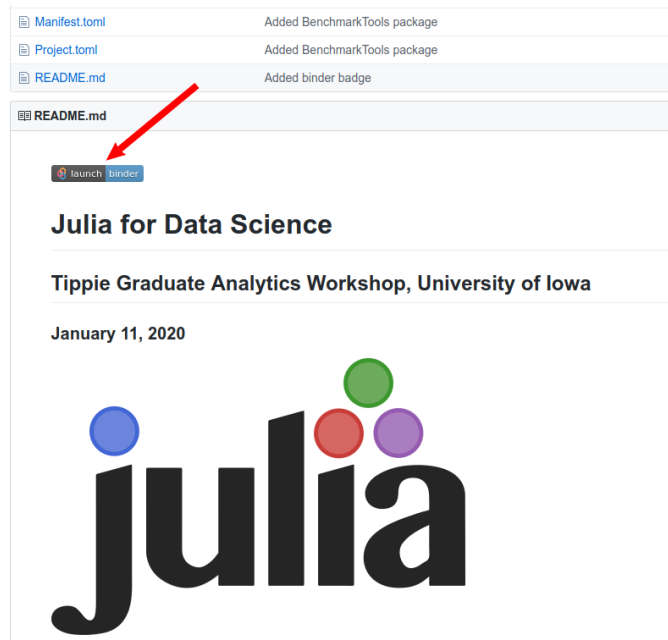 Manifest.toml Added BenchmarkTools package
Project.toml Added BenchmarkTools package
README.md Added binder badge
README.md
launch binder
Julia for Data Science
Tippie Graduate Analytics Workshop, University of Iowa
January 11, 2020
julia